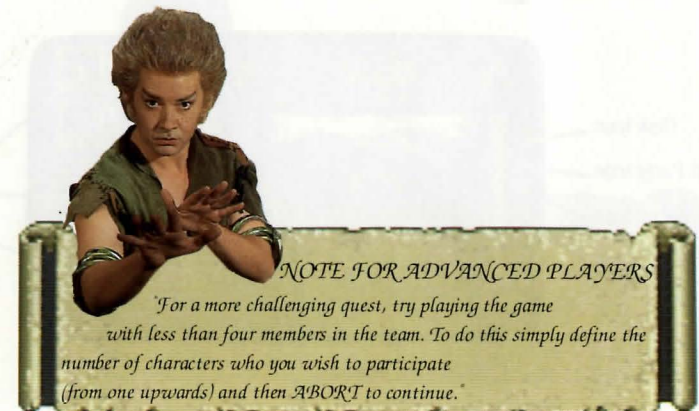 NOTE FOR ADVANCED PLAYERS
"For a more challenging quest, try playing the game
with less than four members in the team. To do this simply define the
number of characters who you wish to participate
(from one upwards) and then ABORT to continue."